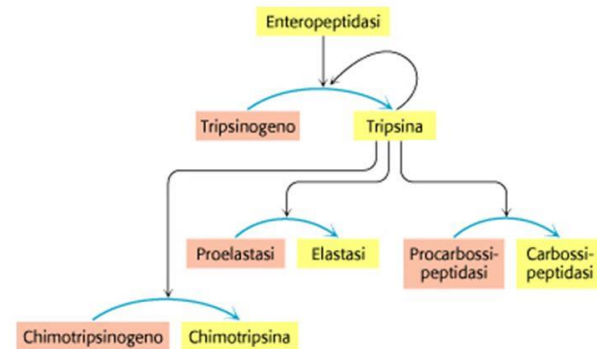 Enteropeptidasi
Tripsinogeno
Tripsina
Proelastasi
Elastasi
Procarbossi-
peptidasi
Carbossi-
peptidasi
Chimotripsinogeno
Chimotripsina